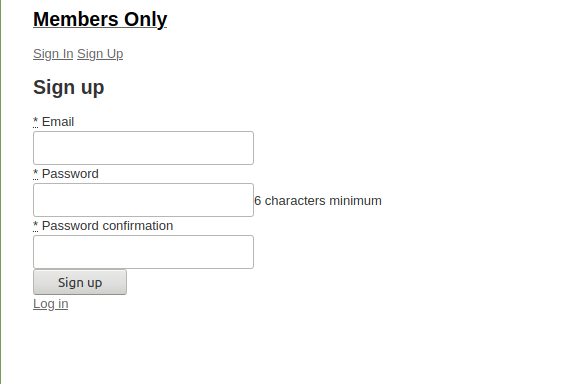 Members Only
Sign In Sign Up
Sign up
* Email
* Password
6 characters minimum
* Password confirmation
Sign up
Log in